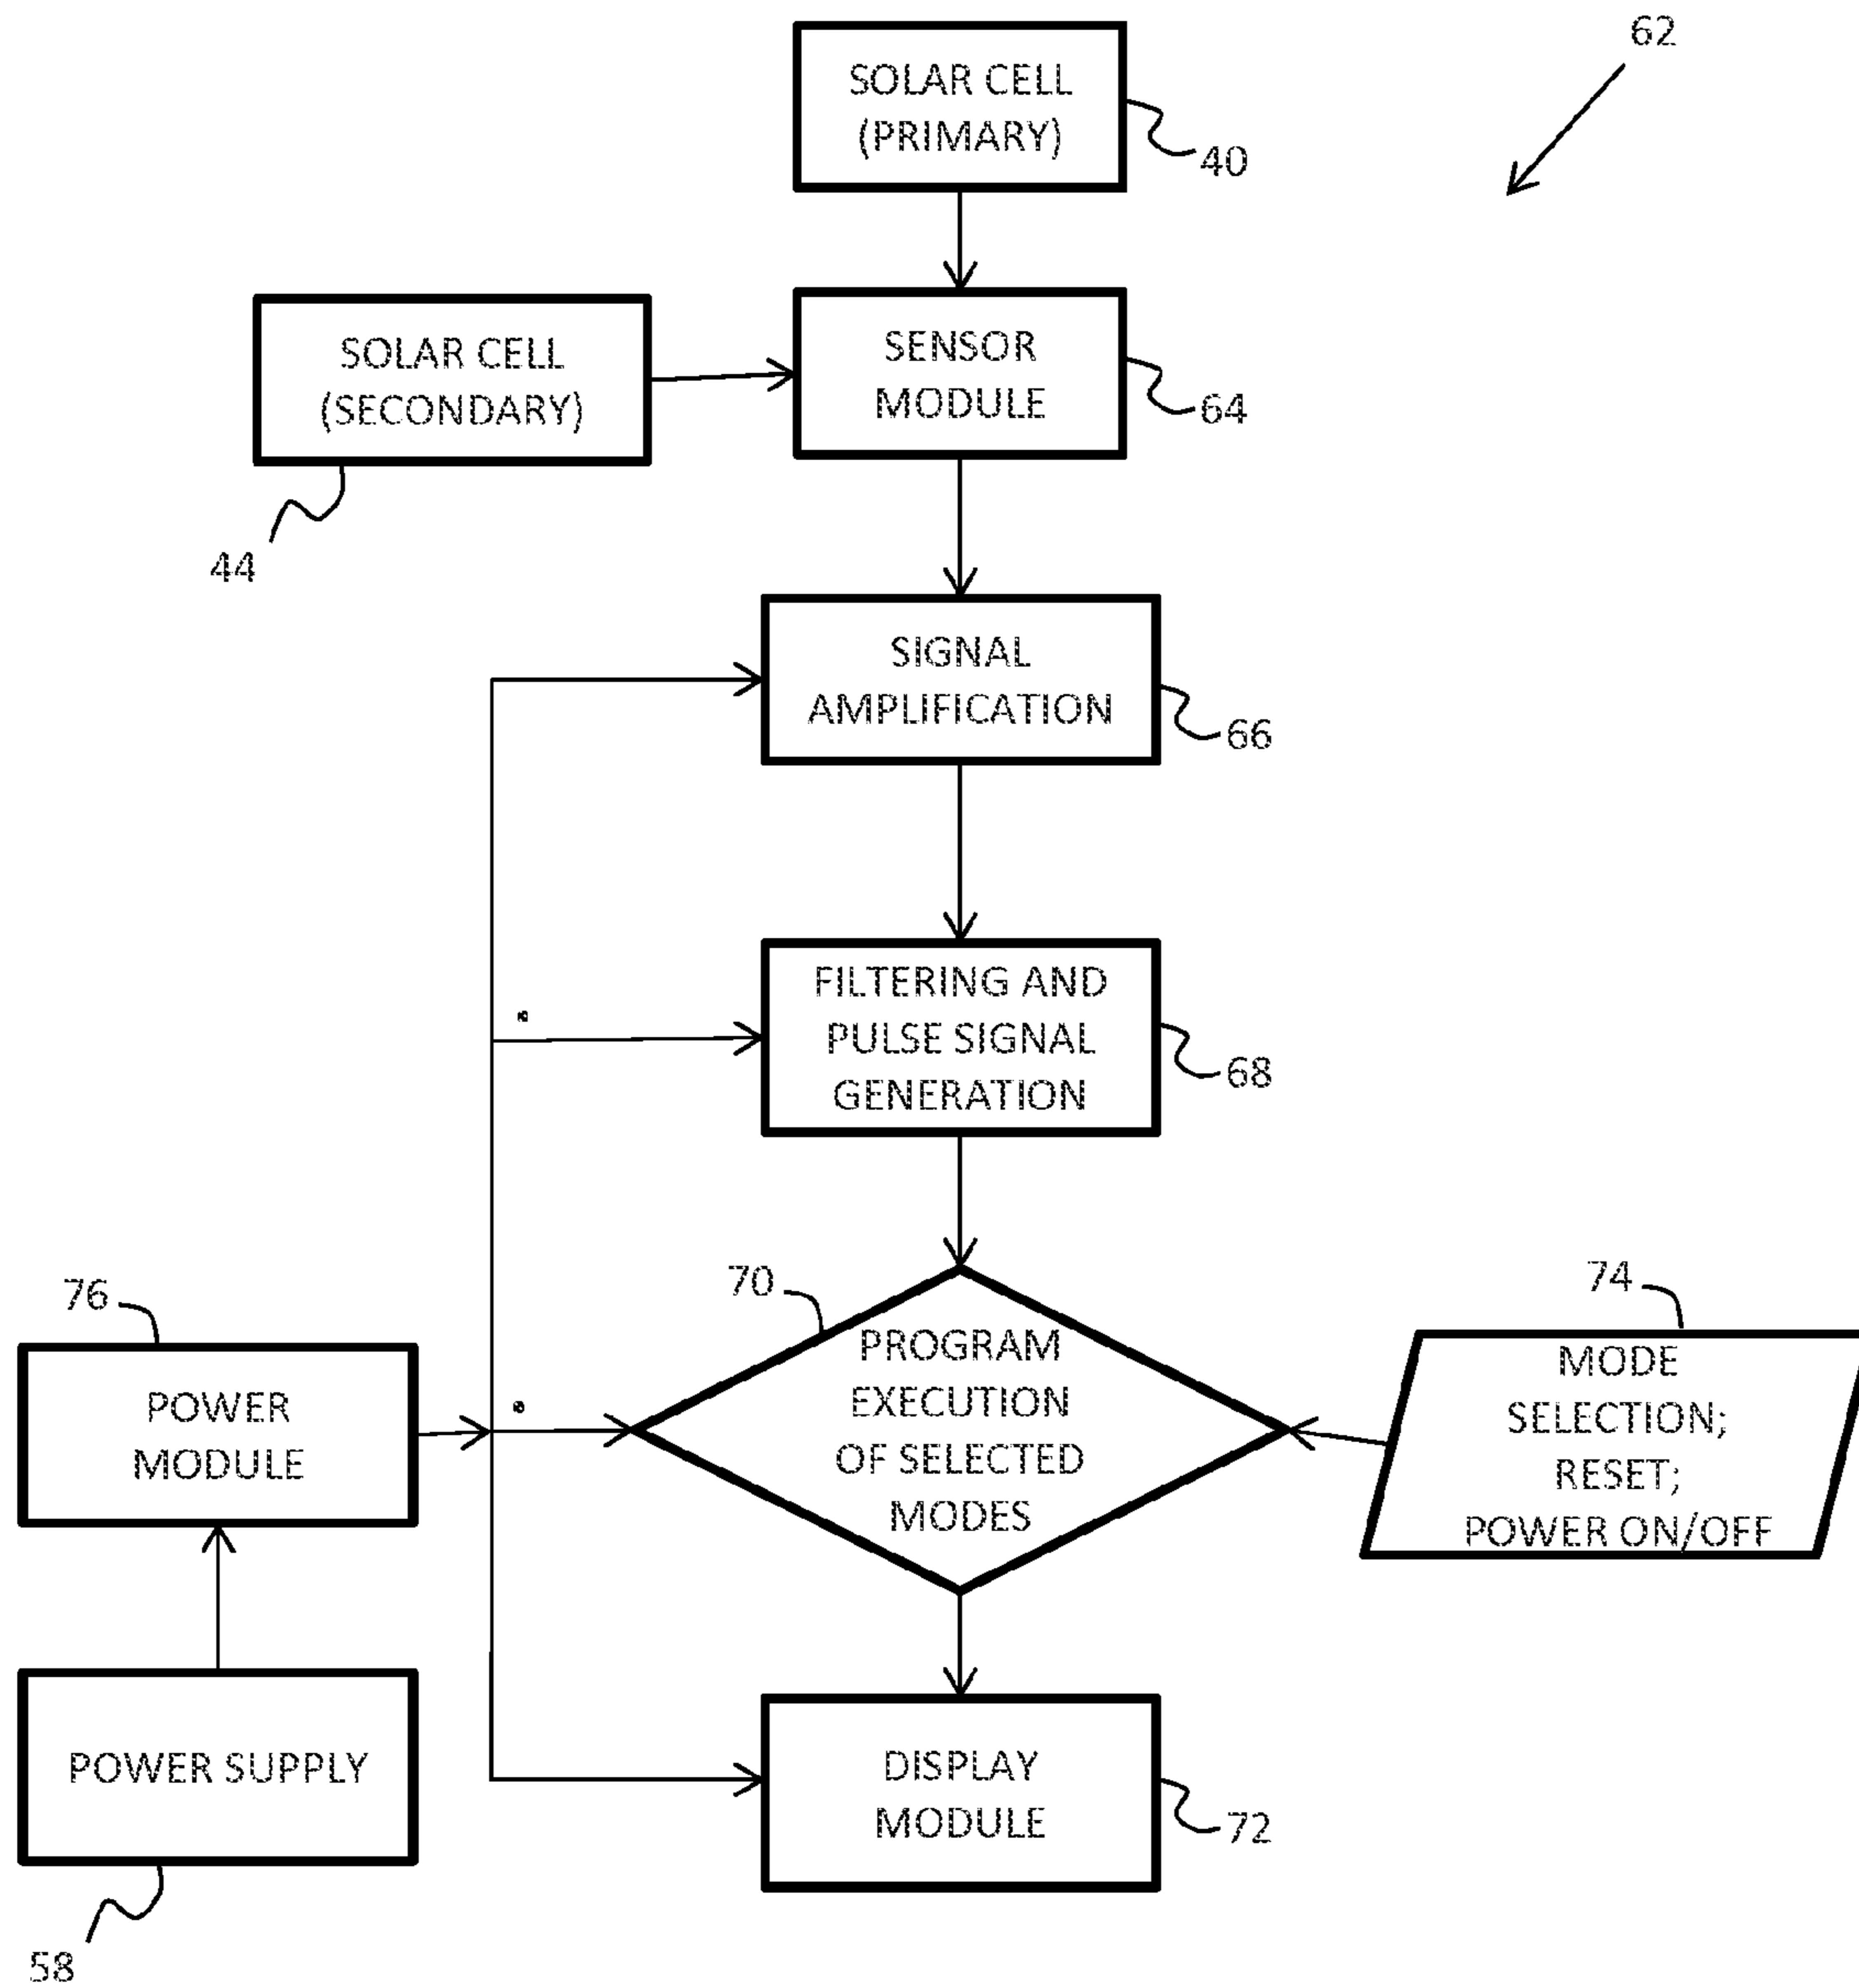 62
SOLAR CELL
(PRIMARY)
40
SOLAR CELL
(SECONDARY)
44
SENSOR
MODULE
64
SIGNAL
AMPLIFICATION
66
FILTERING AND
PULSE SIGNAL
GENERATION
68
76
POWER
MODULE
70
PROGRAM
EXECUTION
OF SELECTED
MODES
74
MODE
SELECTION;
RESET;
POWER ON/OFF
POWER SUPPLY
58
DISPLAY
MODULE
72